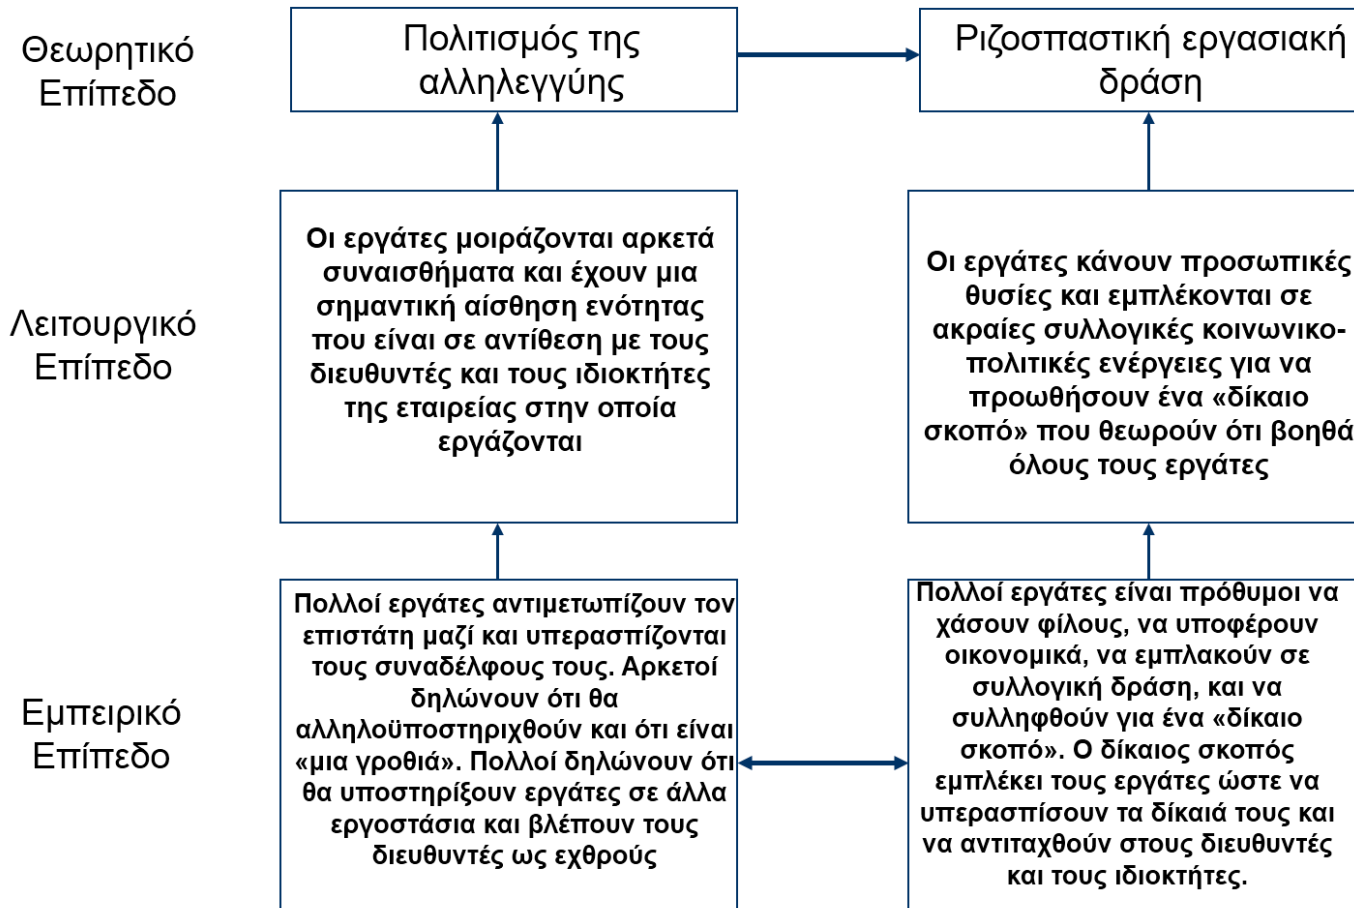 Θεωρητικό
Επίπεδο
Πολιτισμός της
αλληλεγγύης
Ριζοσπαστική εργασιακή
δράση
Λειτουργικό
Επίπεδο
Οι εργάτες μοιράζονται αρκετά
συναισθήματα και έχουν μια
σημαντική αίσθηση ενότητας
που είναι σε αντίθεση με τους
διευθυντές και τους ιδιοκτήτες
της εταιρείας στην οποία
εργάζονται
Οι εργάτες κάνουν προσωπικές
θυσίες και εμπλέκονται σε
ακραίες συλλογικές κοινωνικο-
πολιτικές ενέργειες για να
προωθήσουν ένα «δίκαιο
σκοπό» που θεωρούν ότι βοηθά
όλους τους εργάτες
Εμπειρικό
Επίπεδο
Πολλοί εργάτες αντιμετωπίζουν τον
επιστάτη μαζί και υπερασπίζονται
τους συναδέλφους τους. Αρκετοί
δηλώνουν ότι θα
αλληλοϋποστηριχθούν και ότι είναι
«μια γροθιά». Πολλοί δηλώνουν ότι
θα υποστηρίξουν εργάτες σε άλλα
εργοστάσια και βλέπουν τους
διευθυντές ως εχθρούς
Πολλοί εργάτες είναι πρόθυμοι να
χάσουν φίλους, να υποφέρουν
οικονομικά, να εμπλακούν σε
συλλογική δράση, και να
συλληφθούν για ένα «δίκαιο
σκοπό». Ο δίκαιος σκοπός
εμπλέκει τους εργάτες ώστε να
υπερασπίσουν τα δίκαιά τους και
να αντιταχθούν στους διευθυντές
και τους ιδιοκτήτες.